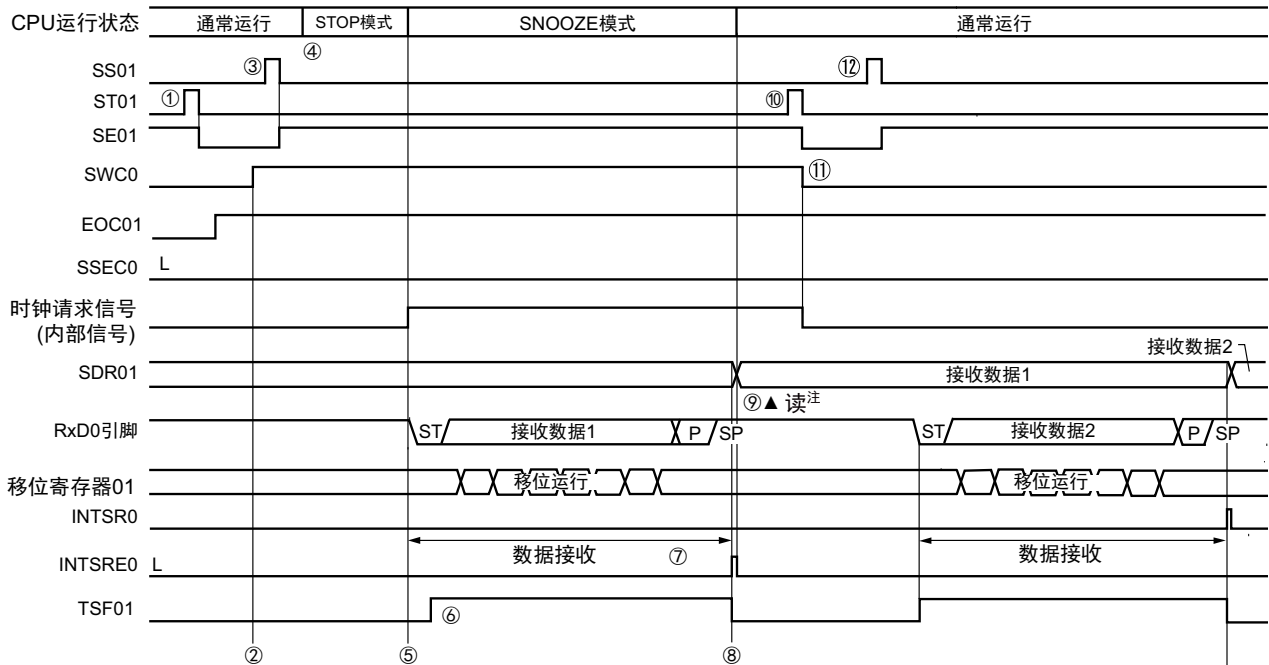 CPU运行状态 通常运行 STOP模式 SNOOZE模式 通常运行
④
SS01 ③ ⑫
ST01 ① ⑩
SE01
SWC0 ⑪
EOC01
SSEC0 L
时钟请求信号
(内部信号)
接收数据2
SDR01 接收数据1
⑨▲ 读注
RxD0引脚 ST 接收数据1 P SP ST 接收数据2 P SP
移位寄存器01 移位运行 移位运行
INTSR0
数据接收 ⑦ 数据接收
INTSRE0 L
TSF01 ⑥
② ⑤ ⑧